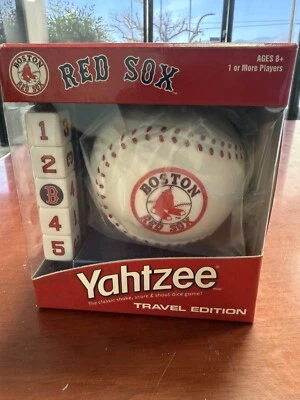 BOSTON
RED SOX
RED SOX
AGES 8+
1 or More Players
1
2
B
4
5
BOSTON
RED SOX
Yahtzee
The classic shake, score & shout dice game!
TRAVEL EDITION